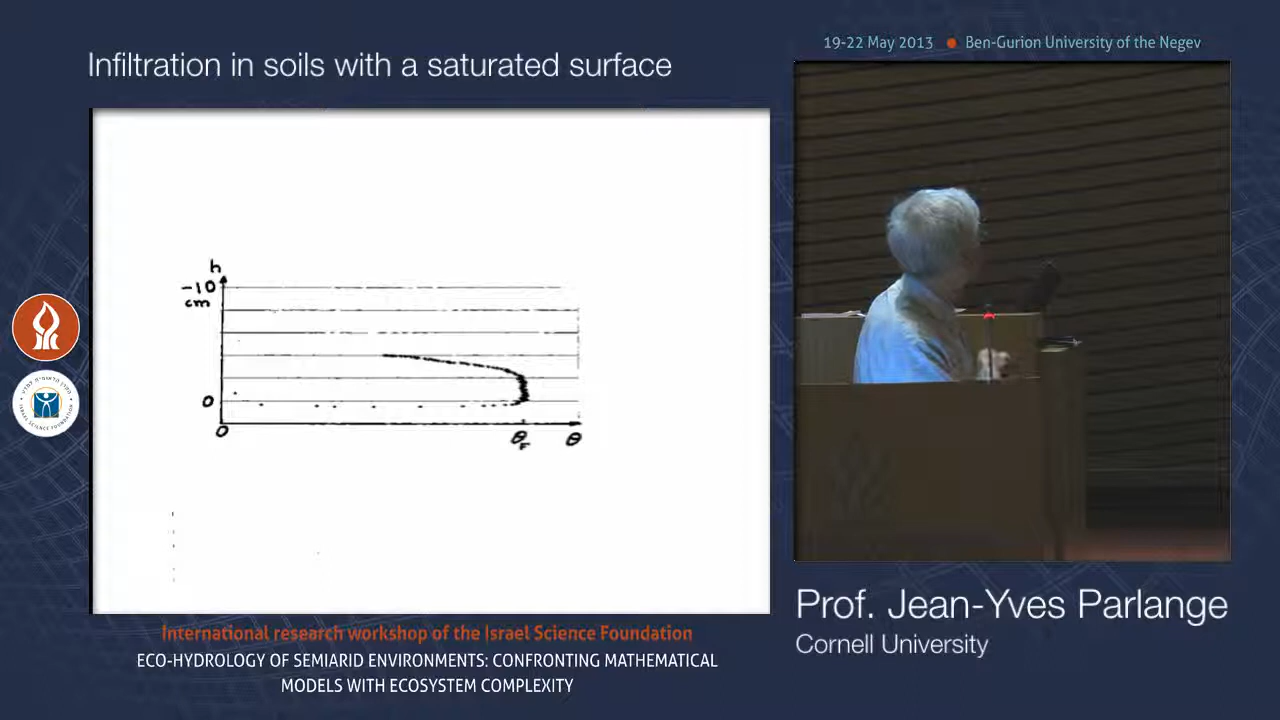 19-22 May 2013 ● Ben-Gurion University of the Negev
Infiltration in soils with a saturated surface
h
-10
cm
0
0
θF
θ
Prof. Jean-Yves Parlange
Cornell University
International research workshop of the Israel Science Foundation
ECO-HYDROLOGY OF SEMIARID ENVIRONMENTS: CONFRONTING MATHEMATICAL
MODELS WITH ECOSYSTEM COMPLEXITY